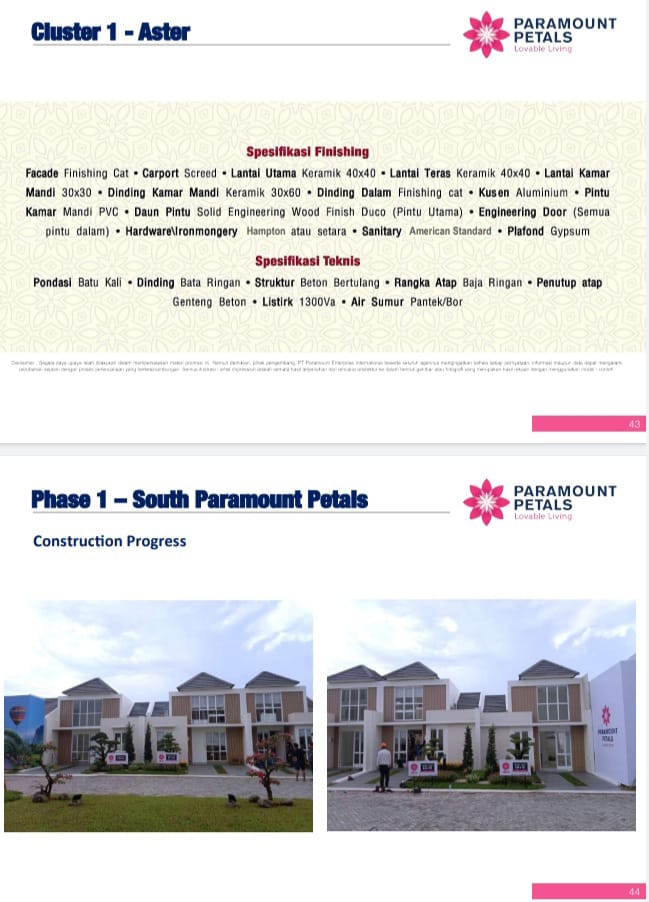 Cluster 1 - Aster
PARAMOUNT
PETALS
Lovable Living
Spesifikasi Finishing
Facade Finishing Cat • Carport Screed • Lantai Utama Keramik 40x40 • Lantai Teras Keramik 40x40 • Lantai Kamar
Mandi 30x30 • Dinding Kamar Mandi Keramik 30x60 • Dinding Dalam Finishing cat • Kusen Aluminium • Pintu
Kamar Mandi PVC • Daun Pintu Solid Engineering Wood Finish Duco (Pintu Utama) • Engineering Door (Semua
pintu dalam) • Hardware\Ironmongery Hampton atau setara • Sanitary American Standard • Plafond Gypsum
Spesifikasi Teknis
Pondasi Batu Kali • Dinding Bata Ringan • Struktur Beton Bertulang • Rangka Atap Baja Ringan • Penutup atap
Genteng Beton • Listirk 1300Va • Air Sumur Pantek/Bor
43
Phase 1 – South Paramount Petals
PARAMOUNT
PETALS
Lovable Living
Construction Progress
PARAMOUNT
PETALS
44